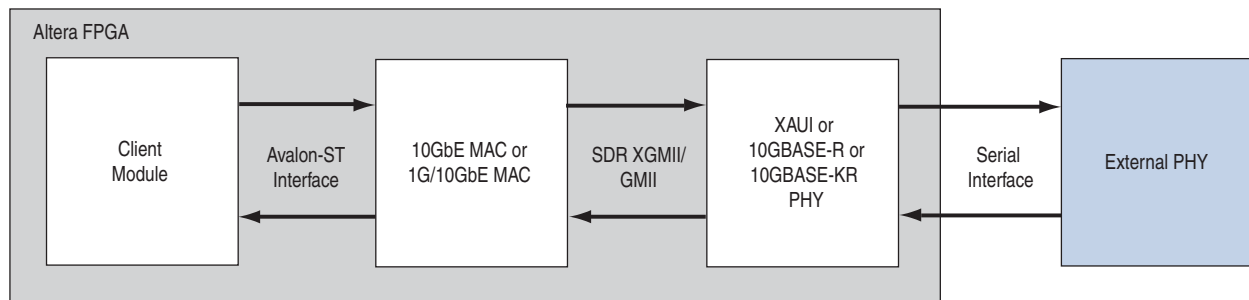 Altera FPGA
Client
Module
Avalon-ST
Interface
10GbE MAC or
1G/10GbE MAC
SDR XGMII/
GMII
XAUI or
10GBASE-R or
10GBASE-KR
PHY
Serial
Interface
External PHY